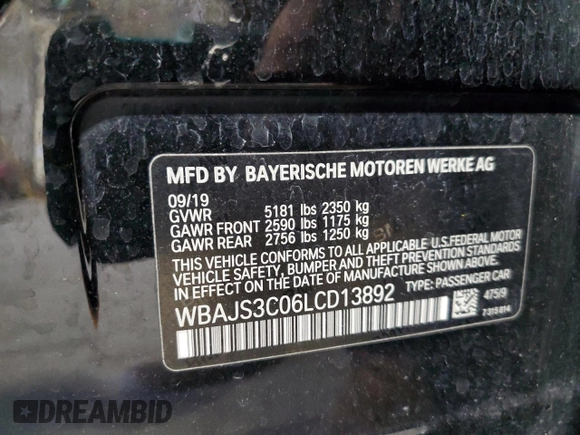 MFD BY BAYERISCHE MOTOREN WERKE AG
09/19
GVWR 5181 lbs 2350 kg
GAWR FRONT 2590 lbs 1175 kg
GAWR REAR 2756 lbs 1250 kg
THIS VEHICLE CONFORMS TO ALL APPLICABLE U.S.FEDERAL MOTOR
VEHICLE SAFETY, BUMPER AND THEFT PREVENTION STANDARDS
IN EFFECT ON THE DATE OF MANUFACTURE SHOWN ABOVE.
WBAJS3C06LCD13892 TYPE: PASSENGER CAR
475/9
7315814
DREAMBID